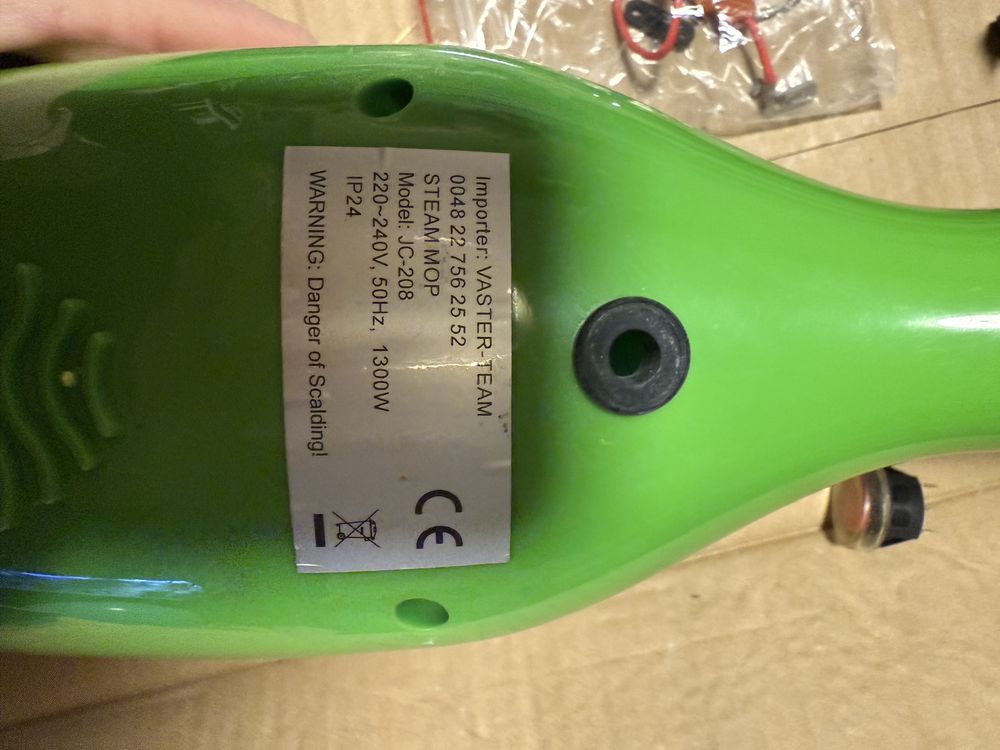 Importer: VASTER-TEAM
0048 22 756 25 52
STEAM MOP
Model: JC-208
220~240V, 50Hz, 1300W
IP24
WARNING: Danger of Scalding!
CE